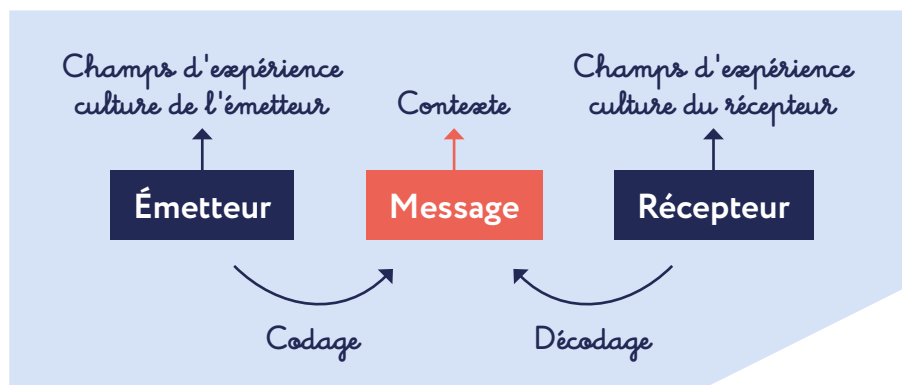 Champs d'expérience
culture de l'émetteur
Contexte
Champs d'expérience
culture du récepteur
Émetteur
Message
Récepteur
Codage
Décodage